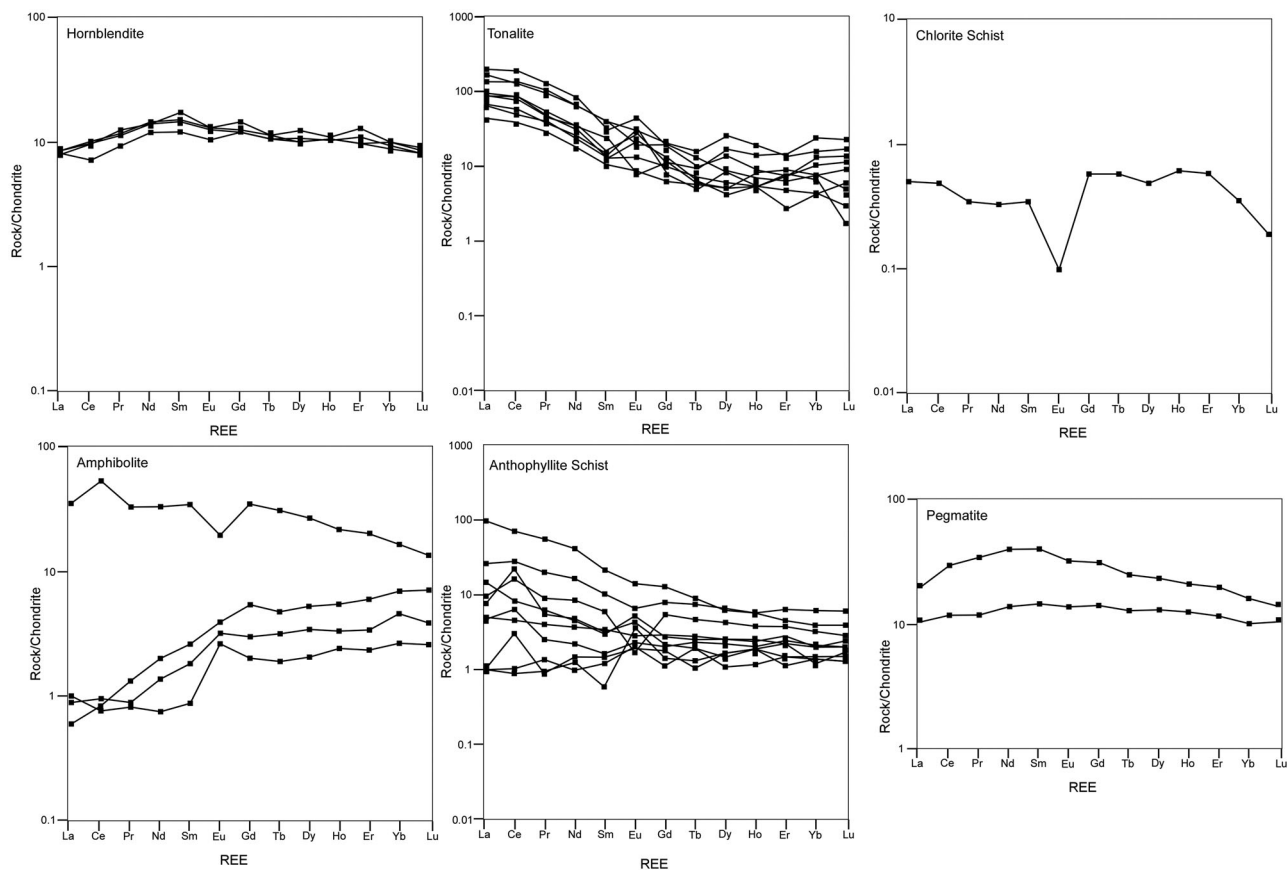 Hornblendite
Rock/Chondrite
100
10
1
0.1
La Ce Pr Nd Sm Eu Gd Tb Dy Ho Er Yb Lu
REE
Tonalite
Rock/Chondrite
1000
100
10
1
0.1
0.01
La Ce Pr Nd Sm Eu Gd Tb Dy Ho Er Yb Lu
REE
Chlorite Schist
Rock/Chondrite
10
1
0.1
0.01
La Ce Pr Nd Sm Eu Gd Tb Dy Ho Er Yb Lu
REE
Amphibolite
Rock/Chondrite
100
10
1
0.1
La Ce Pr Nd Sm Eu Gd Tb Dy Ho Er Yb Lu
REE
Anthophyllite Schist
Rock/Chondrite
1000
100
10
1
0.1
0.01
La Ce Pr Nd Sm Eu Gd Tb Dy Ho Er Yb Lu
REE
Pegmatite
Rock/Chondrite
100
10
1
La Ce Pr Nd Sm Eu Gd Tb Dy Ho Er Yb Lu
REE